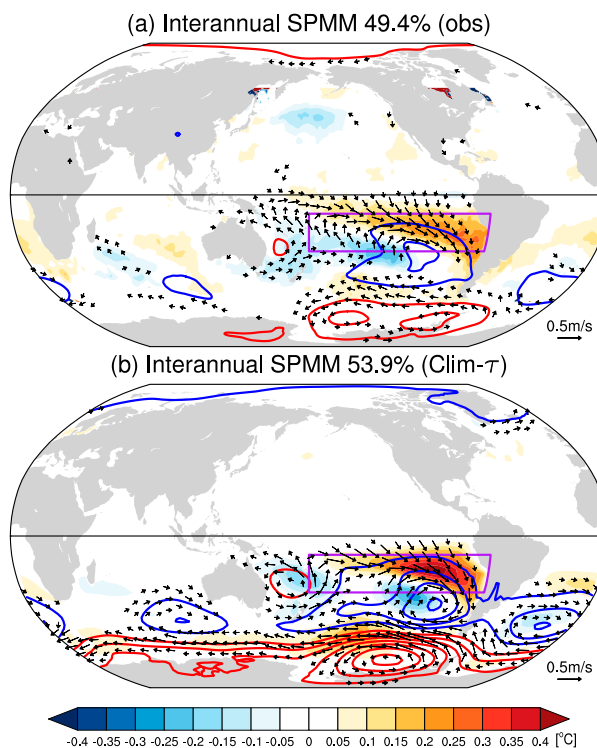 (a) Interannual SPMM 49.4% (obs)
0.5m/s
(b) Interannual SPMM 53.9% (Clim-τ)
0.5m/s
-0.4 -0.35 -0.3 -0.25 -0.2 -0.15 -0.1 -0.05 0 0.05 0.1 0.15 0.2 0.25 0.3 0.35 0.4 [°C]